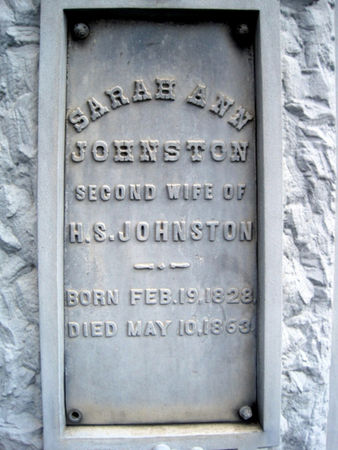 SARAH ANN
JOHNSTON
SECOND WIFE OF
H.S. JOHNSTON
BORN FEB. 19, 1828.
DIED MAY 10, 1863.